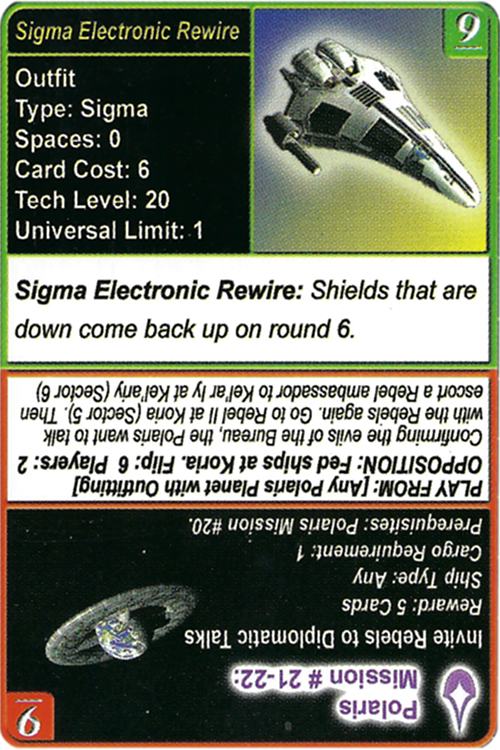 Sigma Electronic Rewire
9
Outfit
Type: Sigma
Spaces: 0
Card Cost: 6
Tech Level: 20
Universal Limit: 1
Sigma Electronic Rewire: Shields that are
down come back up on round 6.
Polaris
Mission # 21-22:
9
Invite Rebels to Diplomatic Talks
Reward: 5 Cards
Ship Type: Any
Cargo Requirement: 1
Prerequisites: Polaris Mission #20.
PLAY FROM: [Any Polaris Planet with Outfitting]
OPPOSITION: Fed ships at Koria. Flip: 6 Players: 2
Confirming the evils of the Bureau, the Polaris want to talk
with the Rebels again. Go to Rebel II at Koria (Sector 5). Then
escort a Rebel ambassador to Kel'ar Iy at Kel'ariy (Sector 6)